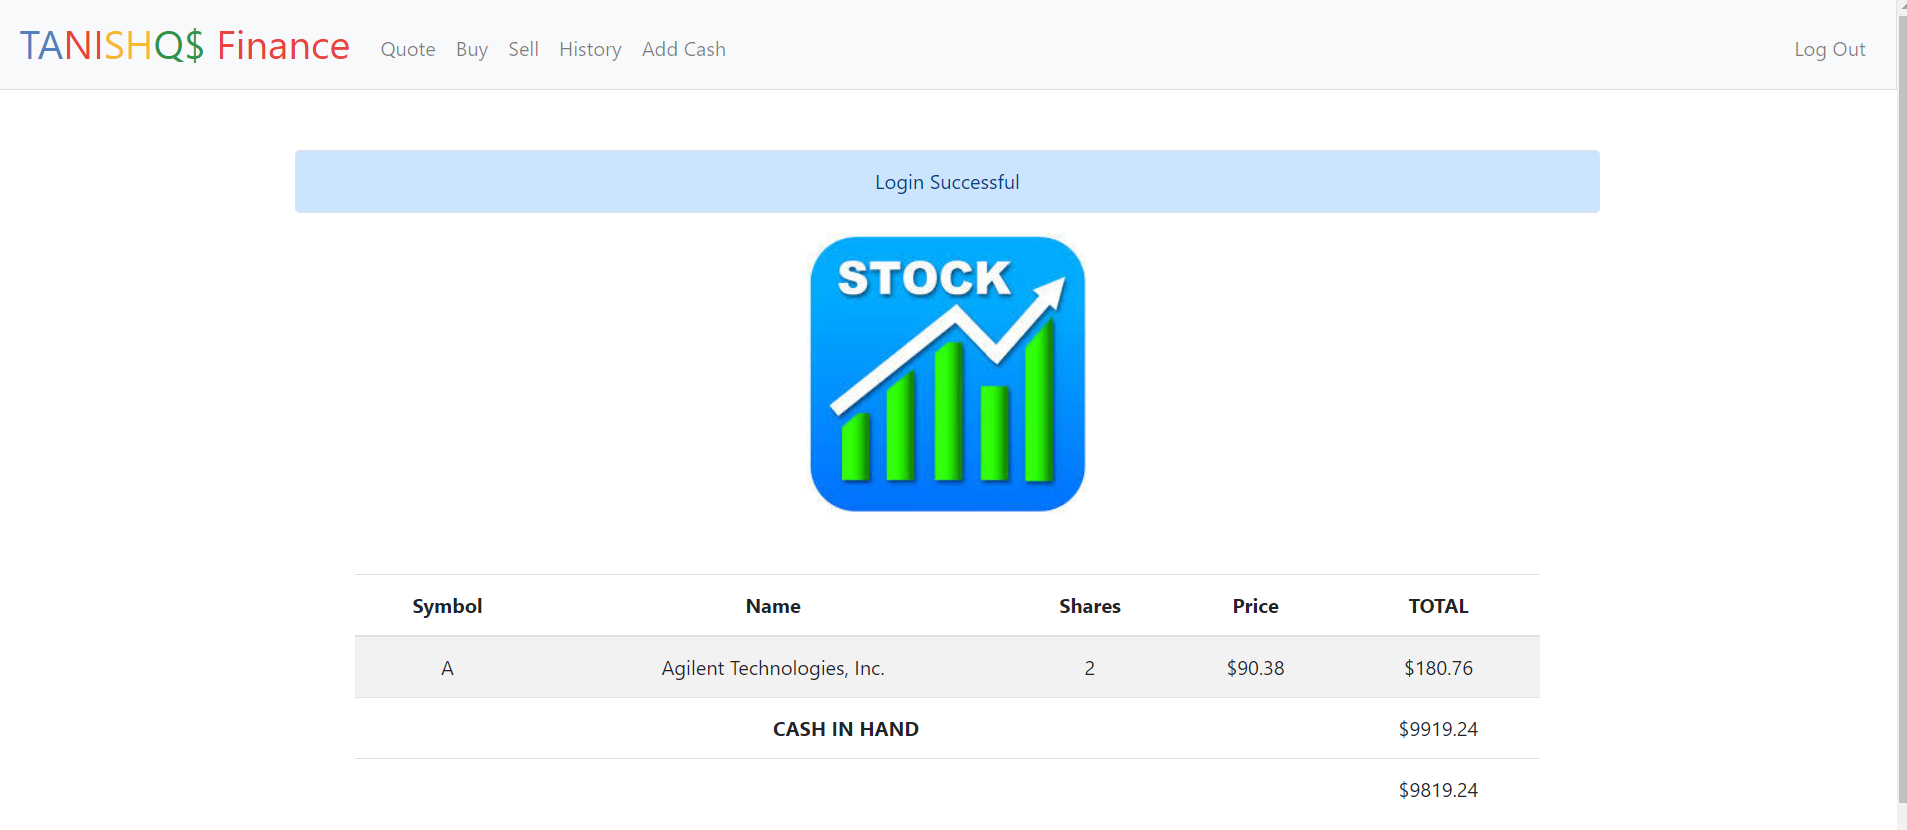 TANISHQ$ Finance Quote Buy Sell History Add Cash Log Out
Login Successful
STOCK
Symbol Name Shares Price TOTAL
A Agilent Technologies, Inc. 2 $90.38 $180.76
CASH IN HAND $9919.24
$9819.24